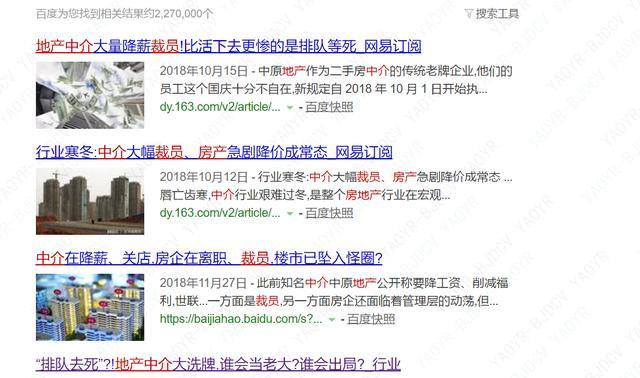 百度为您找到相关结果约2,270,000个
搜索工具
地产中介大量降薪裁员!比活下去更惨的是排队等死_网易订阅
2018年10月15日 - 中原地产作为二手房中介的传统老牌企业,他们的
员工这个国庆十分不自在,新规定自 2018 年 10 月 1 日开始执...
dy.163.com/v2/article/... - 百度快照
行业寒冬:中介大幅裁员、房产急剧降价成常态_网易订阅
2018年10月12日 - 行业寒冬:中介大幅裁员、房产急剧降价成常态 ...
唇亡齿寒,中介行业艰难过冬,是整个房地产行业在宏观...
dy.163.com/v2/article/... - 百度快照
中介在降薪、关店,房企在离职、裁员,楼市已坠入怪圈?
2018年11月27日 - 此前知名中介中原地产公开称要降工资、削减福
利,世联...一方面是裁员,另一方面房企还面临着管理层的动荡,但...
https://baijiahao.baidu.com/s?... - 百度快照
“排队去死”?!地产中介大洗牌,谁会当老大?谁会出局?_行业